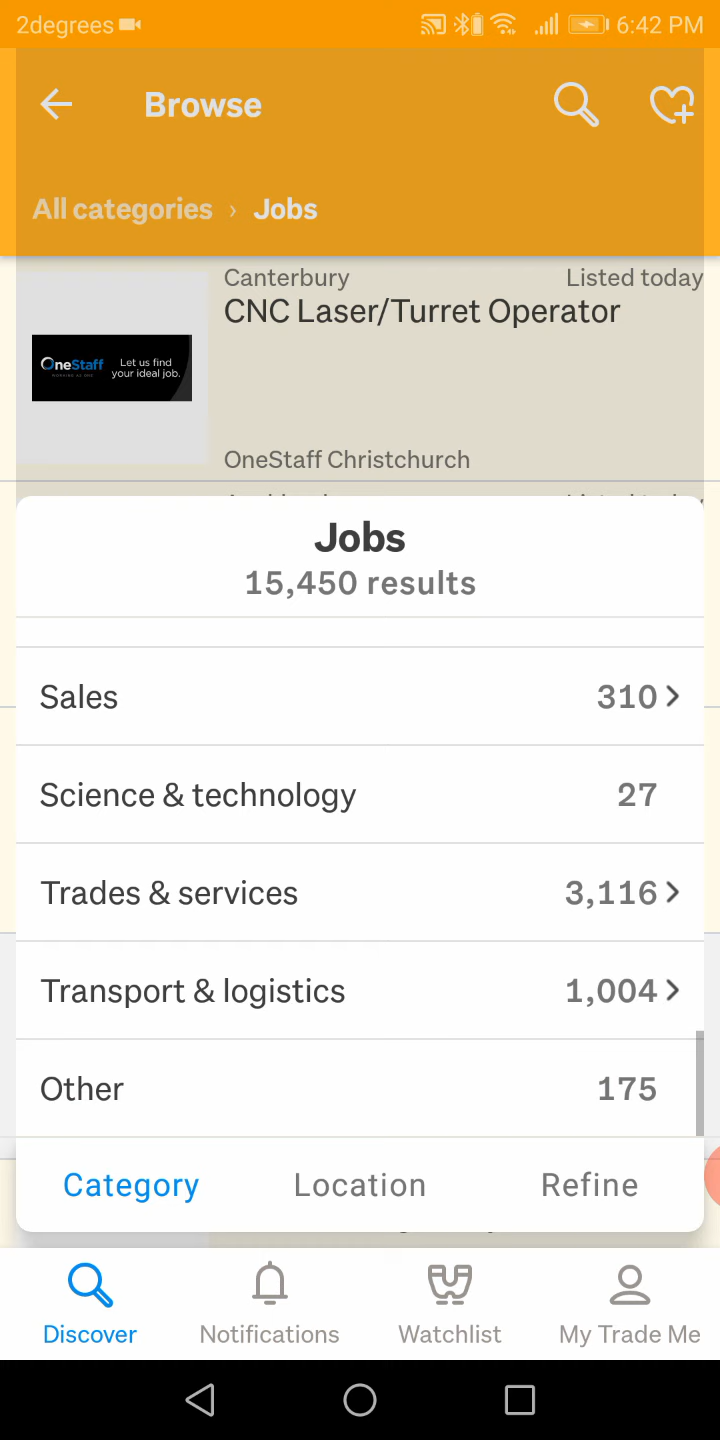 2degrees
6:42 PM
Browse
All categories › Jobs
Canterbury
Listed today
CNC Laser/Turret Operator
OneStaff
Let us find
your ideal job.
OneStaff Christchurch
Jobs
15,450 results
Sales 310
Science & technology 27
Trades & services 3,116
Transport & logistics 1,004
Other 175
Category Location Refine
Discover Notifications Watchlist My Trade Me